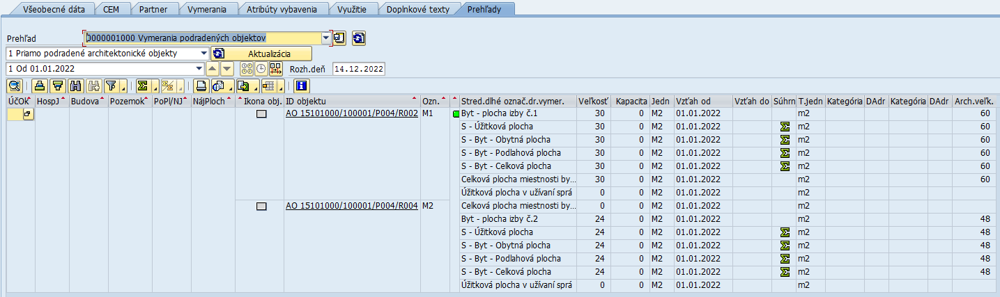 Všeobecné dáta CEM Partner Vymerania Atribúty vybavenia Využitie Doplnkové texty Prehľady
Prehľad 0000001000 Vymerania podradených objektov
1 Priamo podradené architektonické objekty Aktualizácia
1 Od 01.01.2022 Rozh.deň 14.12.2022
ÚčOk HospJ Budova Pozemok PoPl/NJ NájPloch Ikona obj. ID objektu Ozn. Stred.dlhé označ.dr.vymer. Veľkosť Kapacita Jedn Vzťah od Vzťah do Súhrn T.jedn Kategória DAdr Kategória DAdr Arch.veľk.
AO 15101000/100001/P004/R002 M1 Byt - plocha izby č.1 30 0 M2 01.01.2022 m2 60
S - Úžitková plocha 30 0 M2 01.01.2022 m2 60
S - Byt - Obytná plocha 30 0 M2 01.01.2022 m2 60
S - Byt - Podlahová plocha 30 0 M2 01.01.2022 m2 60
S - Byt - Celková plocha 30 0 M2 01.01.2022 m2 60
Celková plocha miestnosti by... 30 0 M2 01.01.2022 m2 60
Úžitková plocha v užívaní sprá 0 0 M2 01.01.2022 m2
AO 15101000/100001/P004/R004 M2 Celková plocha miestnosti by... 0 0 M2 01.01.2022 m2
Byt - plocha izby č.2 24 0 M2 01.01.2022 m2 48
S - Úžitková plocha 24 0 M2 01.01.2022 m2 48
S - Byt - Obytná plocha 24 0 M2 01.01.2022 m2 48
S - Byt - Podlahová plocha 24 0 M2 01.01.2022 m2 48
S - Byt - Celková plocha 24 0 M2 01.01.2022 m2 48
Úžitková plocha v užívaní sprá 0 0 M2 01.01.2022 m2